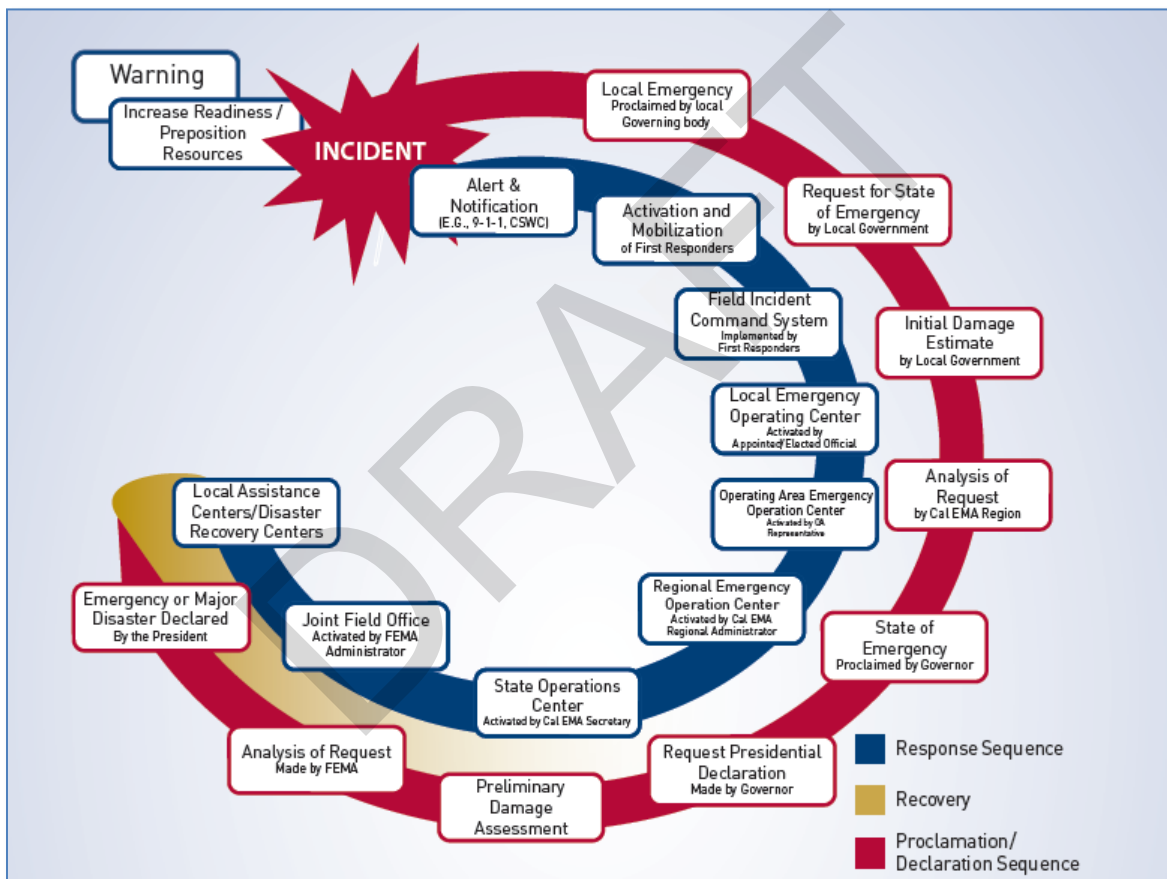 Warning
Increase Readiness /
Preposition
Resources
INCIDENT
Local Emergency
Proclaimed by local
Governing body
Request for State
of Emergency
by Local Government
Initial Damage
Estimate
by Local Government
Analysis of
Request
by Cal EMA Region
State of
Emergency
Proclaimed by Governor
Request Presidential
Declaration
Made by Governor
Preliminary
Damage
Assessment
Analysis of Request
Made by FEMA
Emergency or Major
Disaster Declared
By the President
Alert &
Notification
(E.G., 9-1-1, CSWC)
Activation and
Mobilization
of First Responders
Field Incident
Command System
Implemented by
First Responders
Local Emergency
Operating Center
Activated by
Appointed/Elected Official
Operating Area Emergency
Operation Center
Activated by OA
Representative
Regional Emergency
Operation Center
Activated by Cal EMA
Regional Administrator
State Operations
Center
Activated by Cal EMA Secretary
Joint Field Office
Activated by FEMA
Administrator
Local Assistance
Centers/Disaster
Recovery Centers
Response Sequence
Recovery
Proclamation/
Declaration Sequence
DRAFT